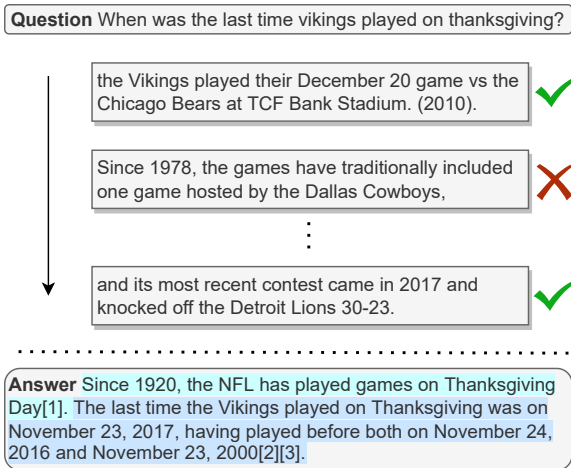 Question When was the last time vikings played on thanksgiving?
the Vikings played their December 20 game vs the
Chicago Bears at TCF Bank Stadium. (2010).
Since 1978, the games have traditionally included
one game hosted by the Dallas Cowboys,
and its most recent contest came in 2017 and
knocked off the Detroit Lions 30-23.
Answer Since 1920, the NFL has played games on Thanksgiving
Day[1]. The last time the Vikings played on Thanksgiving was on
November 23, 2017, having played before both on November 24,
2016 and November 23, 2000[2][3].